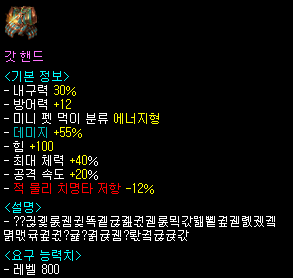 갓 핸드
<기본 정보>
- 내구력 30%
- 방어력 +12
- 미니 펫 먹이 분류 에너지형
- 데미지 +55%
- 힘 +100
- 최대 체력 +40%
- 공격 속도 +20%
- 적 물리 치명타 저항 -12%
<설명>
<요구 능력치>
- 레벨 800